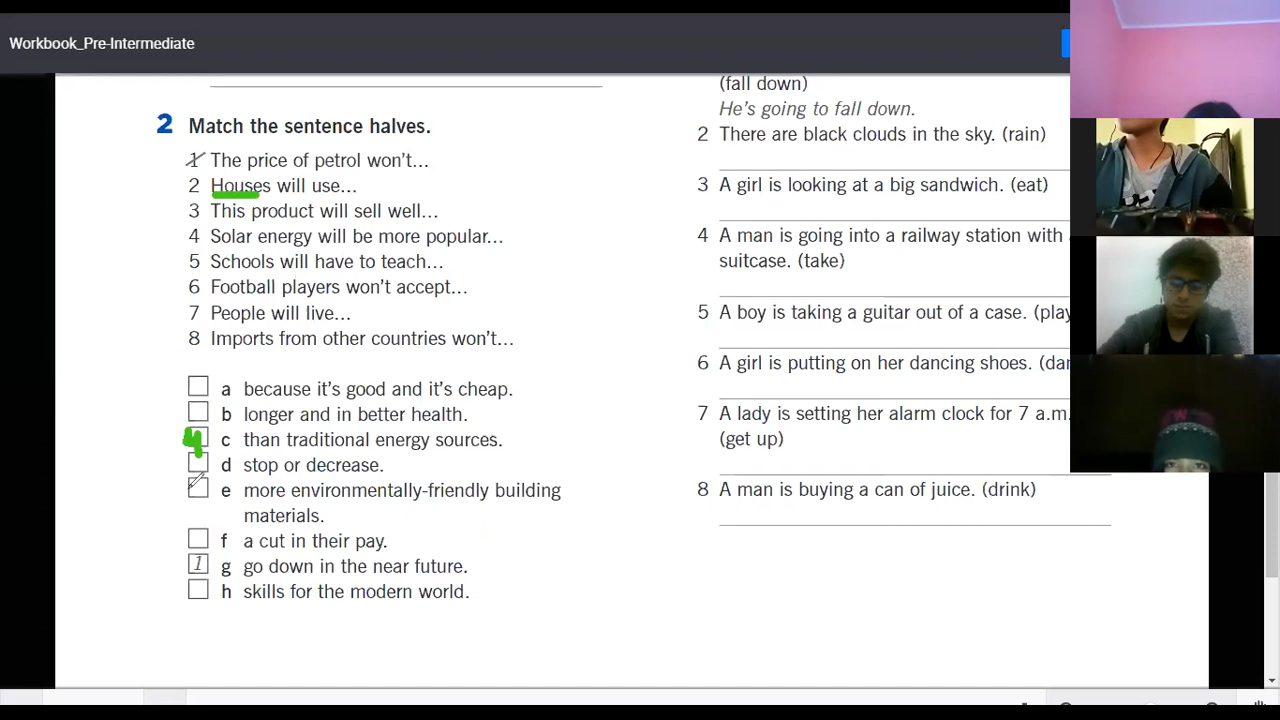 Workbook_Pre-Intermediate
2 Match the sentence halves.
1 The price of petrol won't...
2 Houses will use...
3 This product will sell well...
4 Solar energy will be more popular...
5 Schools will have to teach...
6 Football players won't accept...
7 People will live...
8 Imports from other countries won't...
a because it's good and it's cheap.
b longer and in better health.
4 c than traditional energy sources.
d stop or decrease.
e more environmentally-friendly building
materials.
f a cut in their pay.
1 g go down in the near future.
h skills for the modern world.
(fall down)
He's going to fall down.
2 There are black clouds in the sky. (rain)
3 A girl is looking at a big sandwich. (eat)
4 A man is going into a railway station with
suitcase. (take)
5 A boy is taking a guitar out of a case. (play
6 A girl is putting on her dancing shoes. (da
7 A lady is setting her alarm clock for 7 a.m.
(get up)
8 A man is buying a can of juice. (drink)